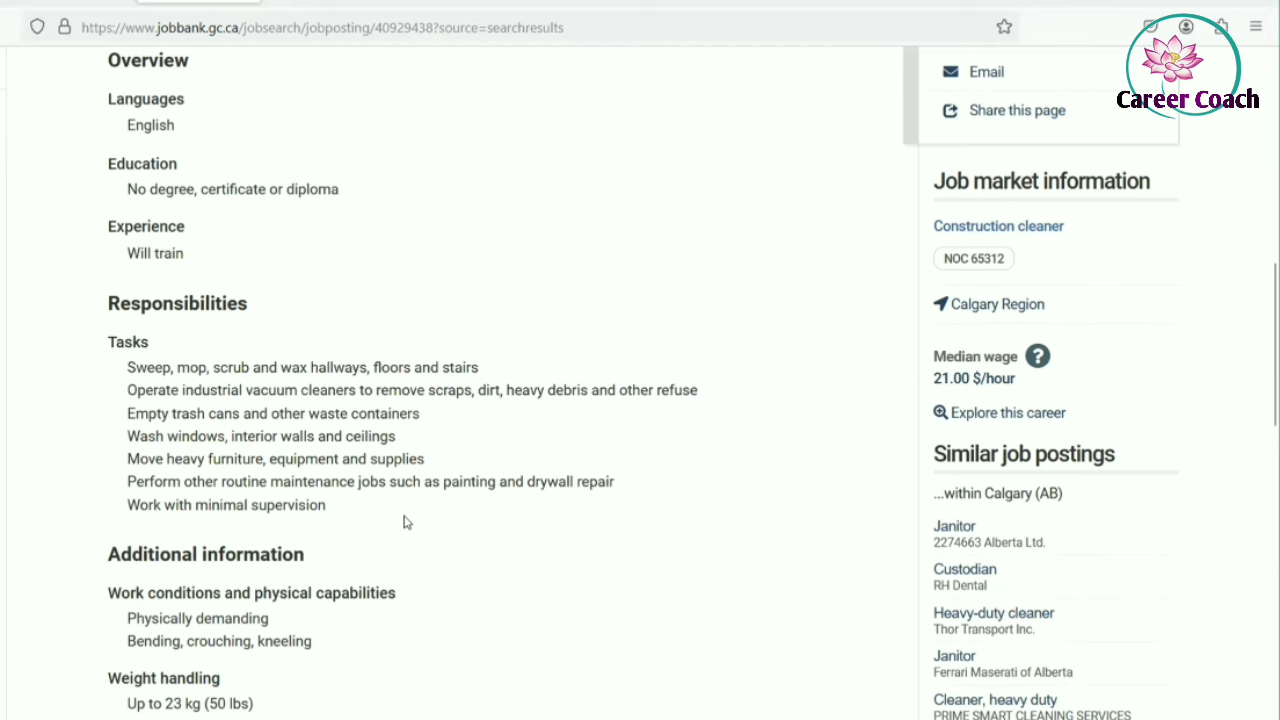 https://www.jobbank.gc.ca/jobsearch/jobposting/40929438?source=searchresults
Career Coach
Overview
Languages
English
Education
No degree, certificate or diploma
Experience
Will train
Responsibilities
Tasks
Sweep, mop, scrub and wax hallways, floors and stairs
Operate industrial vacuum cleaners to remove scraps, dirt, heavy debris and other refuse
Empty trash cans and other waste containers
Wash windows, interior walls and ceilings
Move heavy furniture, equipment and supplies
Perform other routine maintenance jobs such as painting and drywall repair
Work with minimal supervision
Additional information
Work conditions and physical capabilities
Physically demanding
Bending, crouching, kneeling
Weight handling
Up to 23 kg (50 lbs)
Email
Share this page
Job market information
Construction cleaner
NOC 65312
Calgary Region
Median wage ?
21.00 $/hour
Explore this career
Similar job postings
...within Calgary (AB)
Janitor
2274663 Alberta Ltd.
Custodian
RH Dental
Heavy-duty cleaner
Thor Transport Inc.
Janitor
Ferrari Maserati of Alberta
Cleaner, heavy duty
PRIME SMART CLEANING SERVICES